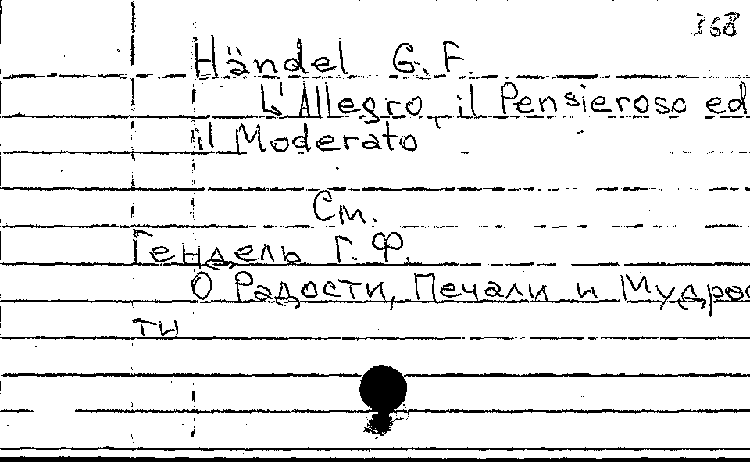 368
Händel G. F.
L'Allegro, il Pensieroso ed
il Moderato
См.
Гендель Г. Ф.
О Радости, Печали и Мудрос
ти